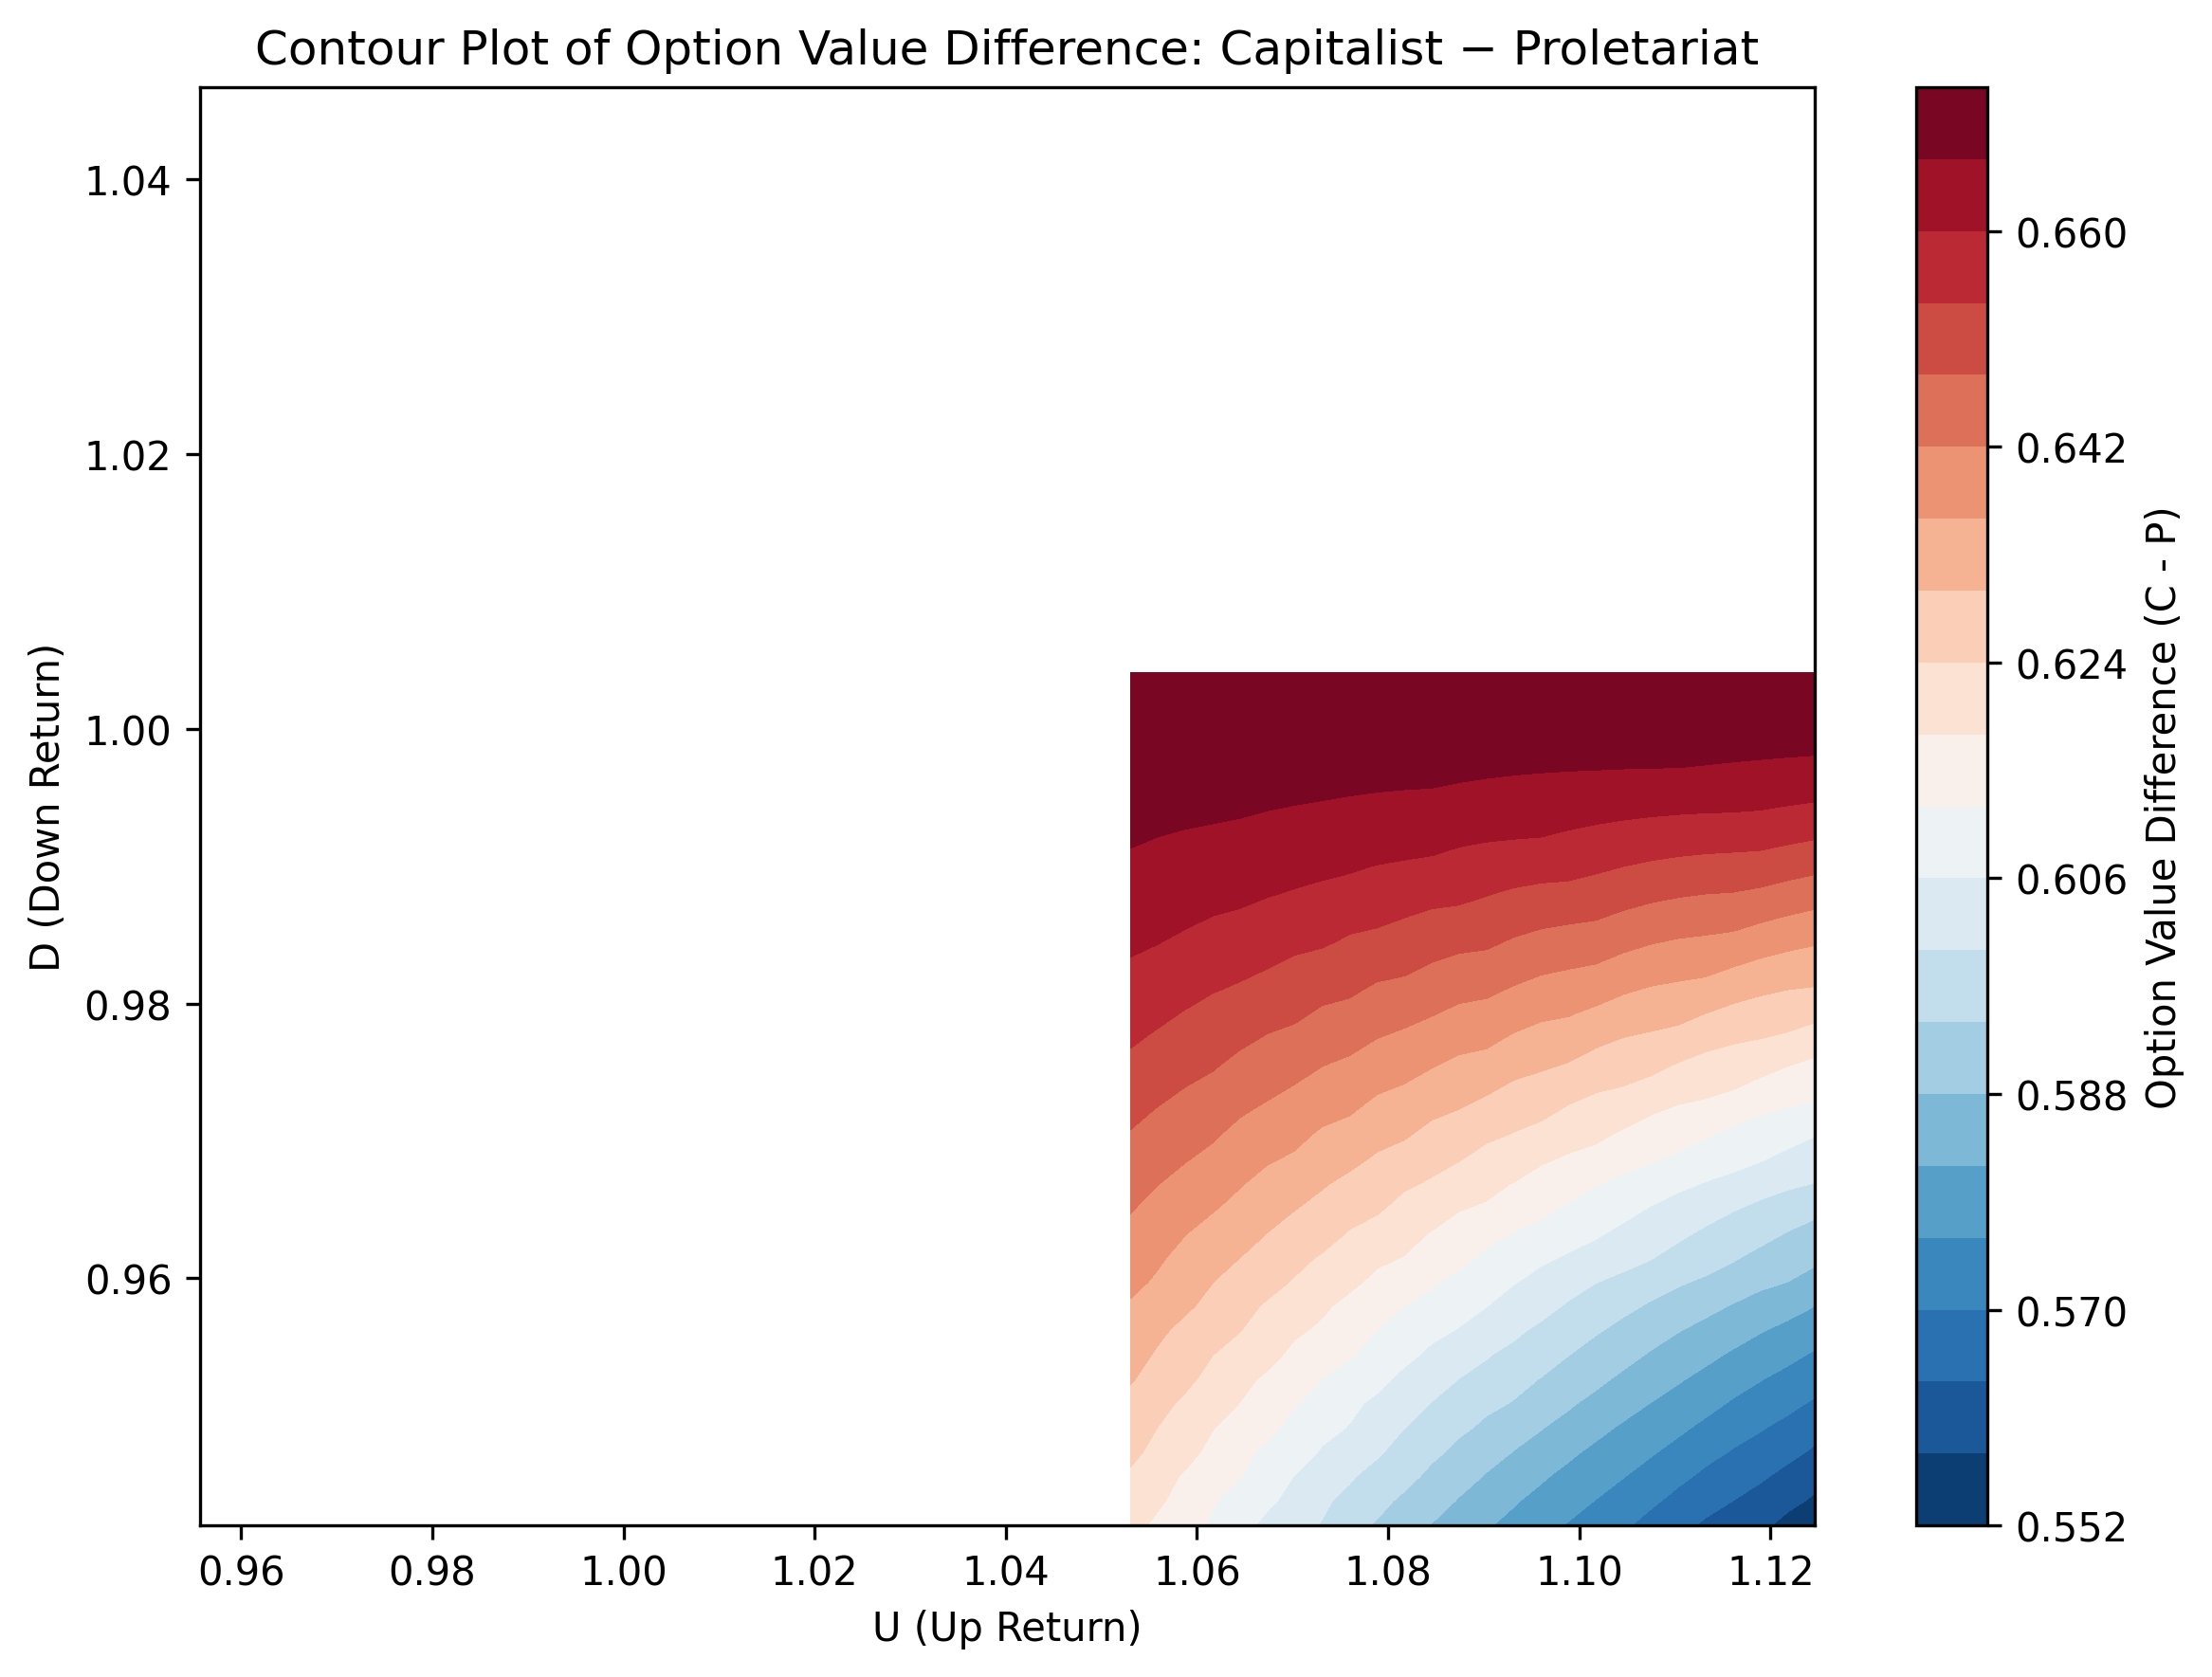 Contour Plot of Option Value Difference: Capitalist − Proletariat
1.04
1.02
1.00
0.98
0.96
D (Down Return)
0.96 0.98 1.00 1.02 1.04 1.06 1.08 1.10 1.12
U (Up Return)
0.660
0.642
0.624
0.606
0.588
0.570
0.552
Option Value Difference (C - P)